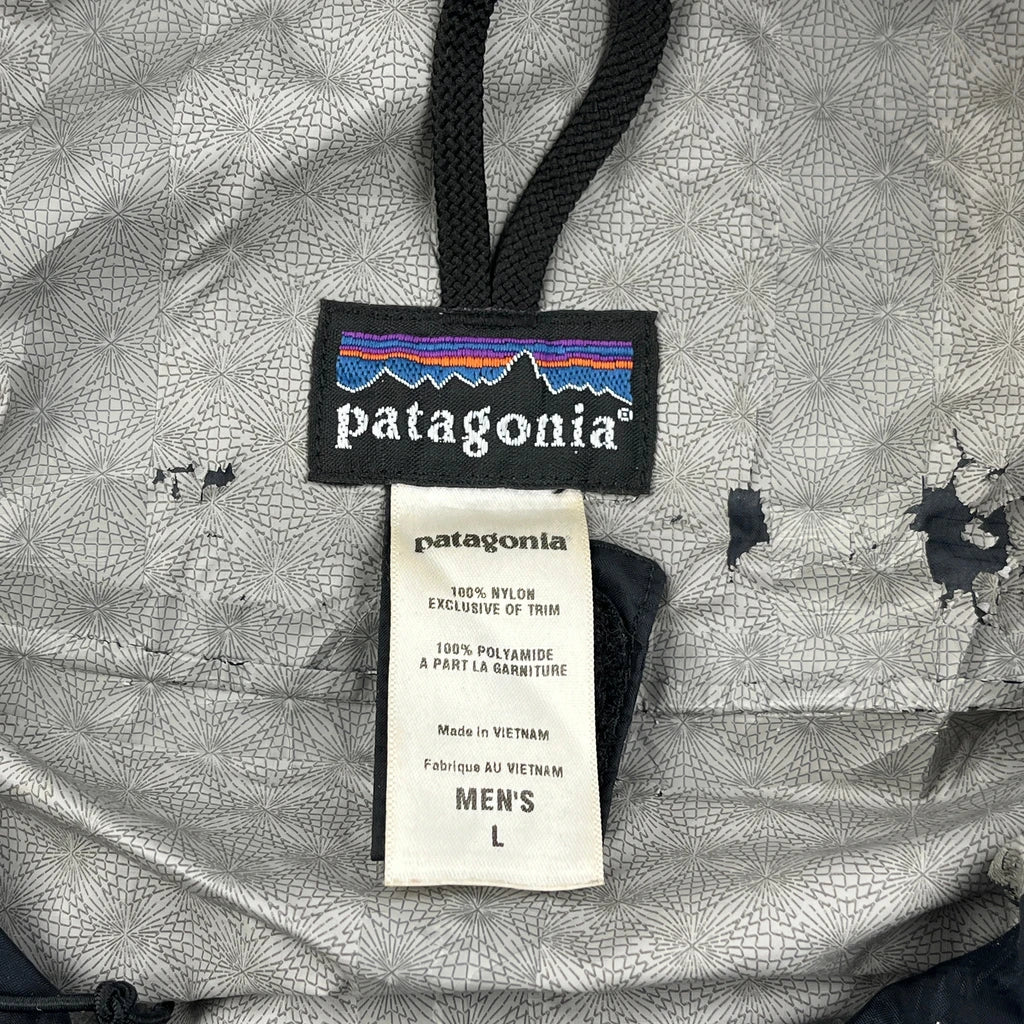 patagonia®
patagonia
100% NYLON
EXCLUSIVE OF TRIM
100% POLYAMIDE
A PART LA GARNITURE
Made in VIETNAM
Fabrique AU VIETNAM
MEN'S
L